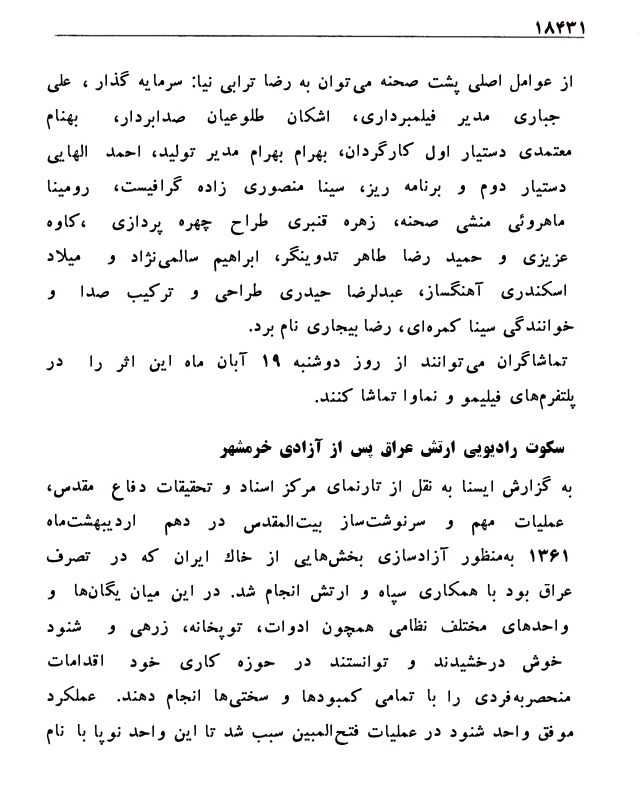 ۱۸۴۳۱
از عوامل اصلی پشت صحنه می‌توان به رضا ترابی نیا: سرمایه گذار ، علی
جباری مدیر فیلمبرداری، اشکان طلوعیان صدابردار، بهنام
معتمدی دستیار اول کارگردان، بهرام بهرام مدیر تولید، احمد الهایی
دستیار دوم و برنامه ریز، سینا منصوری زاده گرافیست، رومینا
ماهروئی منشی صحنه، زهره قنبری طراح چهره پردازی ،کاوه
عزیزی و حمید رضا طاهر تدوینگر، ابراهیم سالمی‌نژاد و میلاد
اسکندری آهنگساز، عبدلرضا حیدری طراحی و ترکیب صدا و
خوانندگی سینا کمره‌ای، رضا بیجاری نام برد.
تماشاگران می‌توانند از روز دوشنبه ۱۹ آبان ماه این اثر را در
پلتفرم‌های فیلیمو و نماوا تماشا کنند.
سکوت رادیویی ارتش عراق پس از آزادی خرمشهر
به گزارش ایسنا به نقل از تارنمای مرکز اسناد و تحقیقات دفاع مقدس،
عملیات مهم و سرنوشت‌ساز بیت‌المقدس در دهم اردیبهشت‌ماه
۱۳۶۱ به‌منظور آزادسازی بخش‌هایی از خاك ایران که در تصرف
عراق بود با همکاری سپاه و ارتش انجام شد. در این میان یگان‌ها و
واحدهای مختلف نظامی همچون ادوات، توپخانه، زرهی و شنود
خوش درخشیدند و توانستند در حوزه کاری خود اقدامات
منحصربه‌فردی را با تمامی کمبودها و سختی‌ها انجام دهند. عملکرد
موفق واحد شنود در عملیات فتح‌المبین سبب شد تا این واحد نوپا با نام